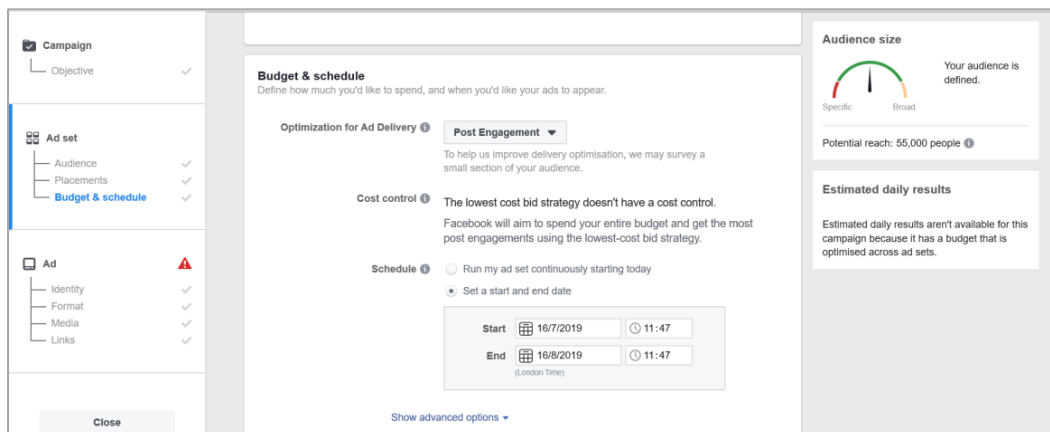 Campaign
Objective
Ad set
Audience
Placements
Budget & schedule
Ad
Identity
Format
Media
Links
Close
Budget & schedule
Define how much you'd like to spend, and when you'd like your ads to appear.
Optimization for Ad Delivery
Post Engagement
To help us improve delivery optimisation, we may survey a
small section of your audience.
Cost control
The lowest cost bid strategy doesn't have a cost control.
Facebook will aim to spend your entire budget and get the most
post engagements using the lowest-cost bid strategy.
Schedule
Run my ad set continuously starting today
Set a start and end date
Start 16/7/2019 11:47
End 16/8/2019 11:47
(London Time)
Show advanced options
Audience size
Your audience is
defined.
Specific Broad
Potential reach: 55,000 people
Estimated daily results
Estimated daily results aren't available for this
campaign because it has a budget that is
optimised across ad sets.